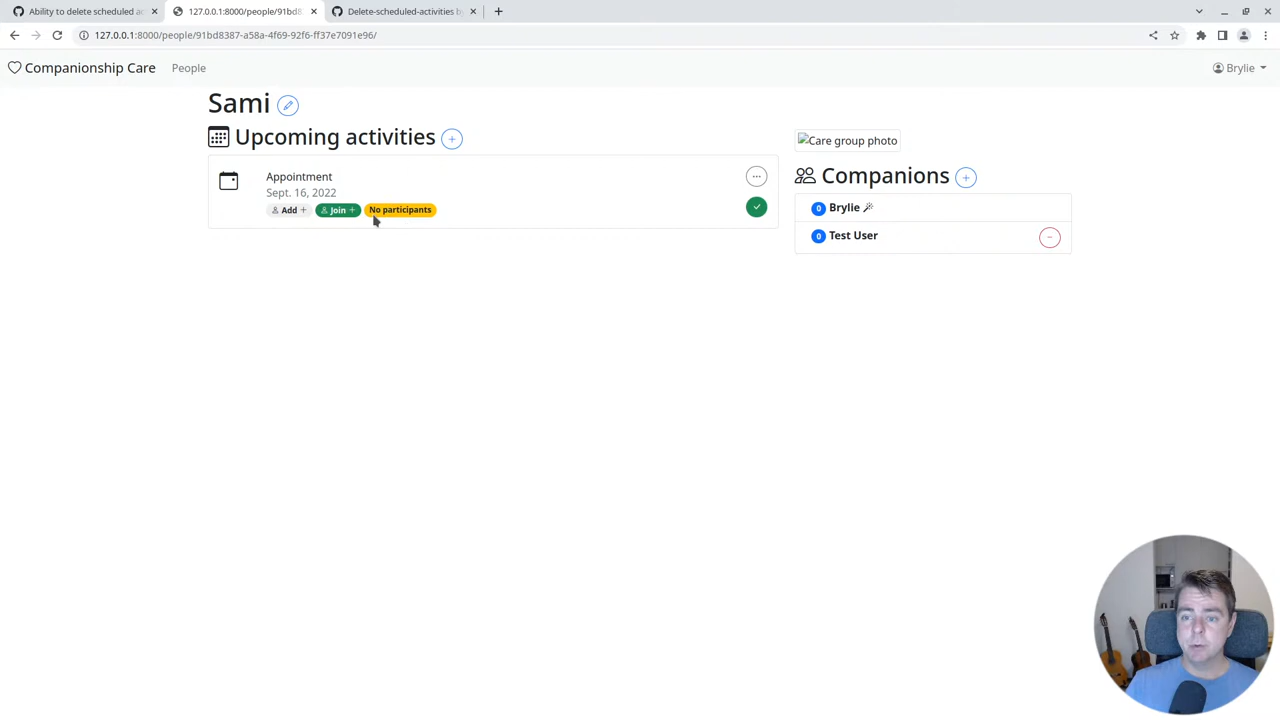 Ability to delete scheduled a
127.0.0.1:8000/people/91bd8
Delete-scheduled-activities b
127.0.0.1:8000/people/91bd8387-a58a-4f69-92f6-ff37e7091e96/
Companionship Care
People
Brylie
Sami
Upcoming activities
Appointment
Sept. 16, 2022
Add
Join
No participants
Care group photo
Companions
0 Brylie
0 Test User